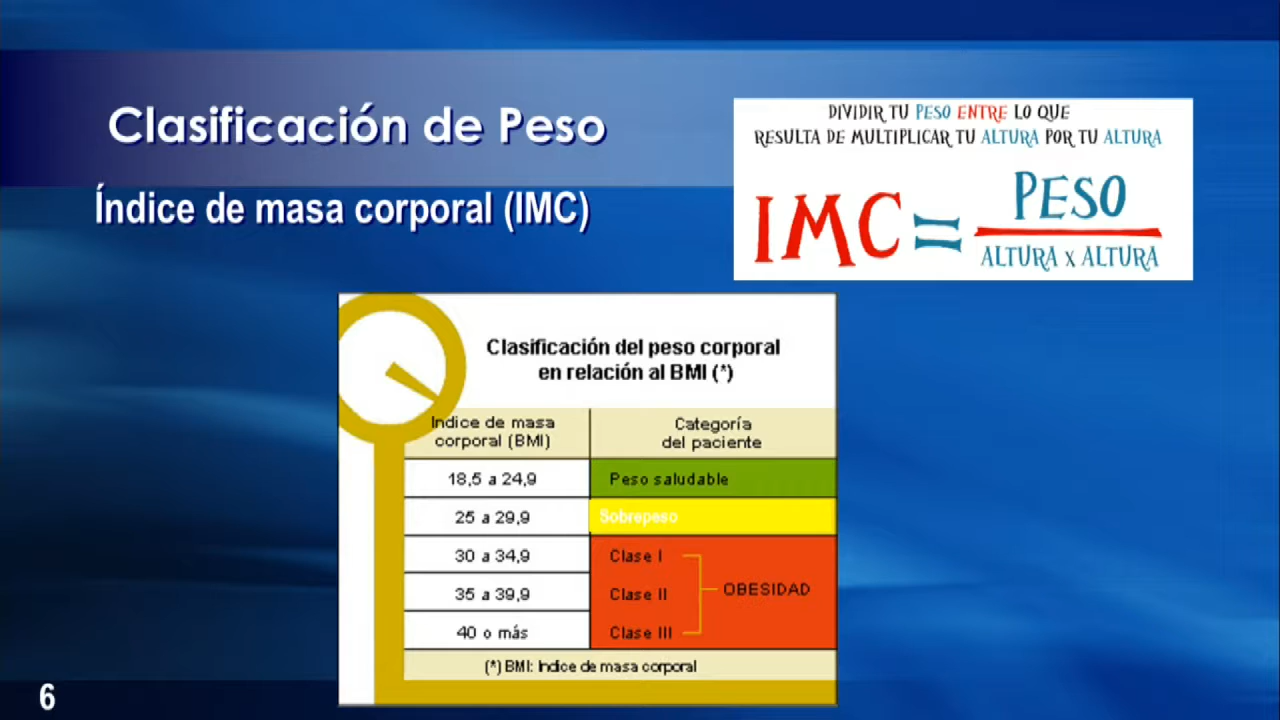 Clasificación de Peso
Índice de masa corporal (IMC)
DIVIDIR TU PESO ENTRE LO QUE
RESULTA DE MULTIPLICAR TU ALTURA POR TU ALTURA
IMC = PESO
ALTURA x ALTURA
Clasificación del peso corporal
en relación al BMI (*)
Indice de masa
corporal (BMI)
Categoría
del paciente
18,5 a 24,9 Peso saludable
25 a 29,9 Sobrepeso
30 a 34,9 Clase I
35 a 39,9 Clase II
40 o más Clase III
OBESIDAD
(*) BMI: Indice de masa corporal
6